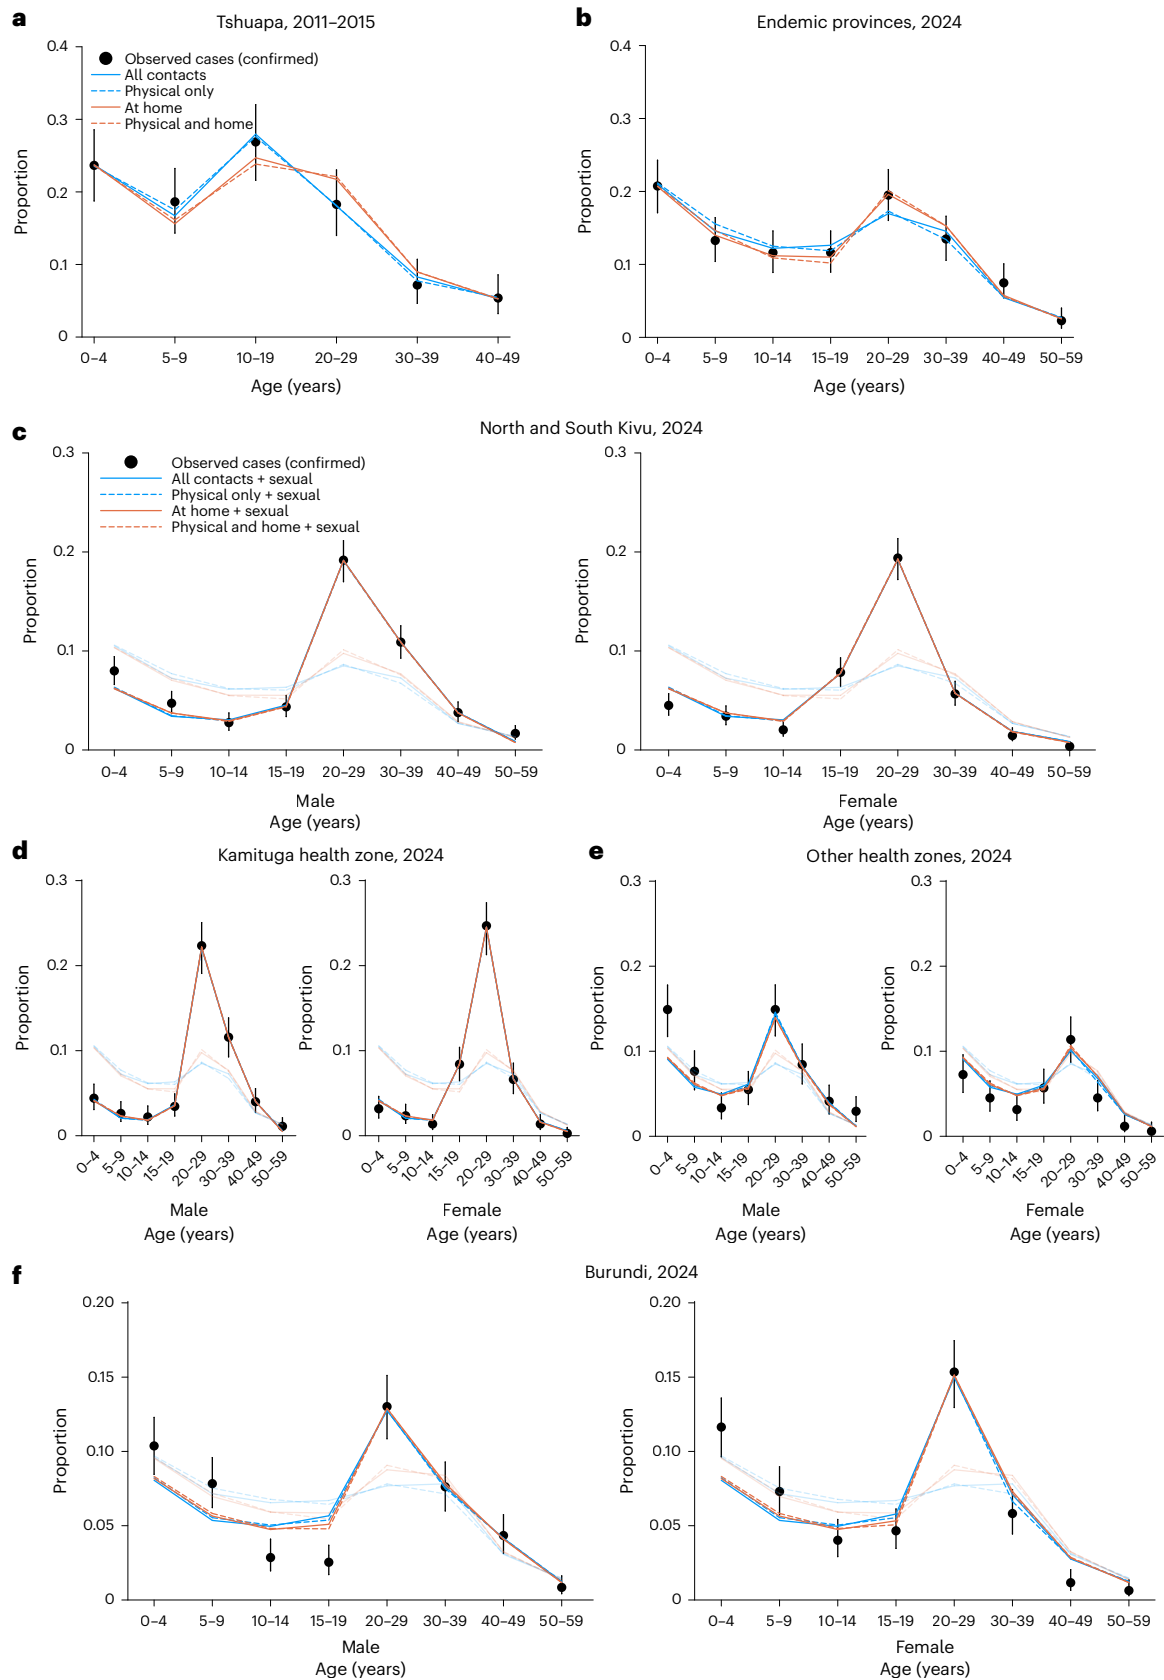 a
Tshuapa, 2011–2015
0.4
0.3
0.2
0.1
0
Proportion
Observed cases (confirmed)
All contacts
Physical only
At home
Physical and home
0–4
5–9
10–19
20–29
30–39
40–49
Age (years)
b
Endemic provinces, 2024
0.4
0.3
0.2
0.1
0
Proportion
0–4
5–9
10–14
15–19
20–29
30–39
40–49
50–59
Age (years)
c
North and South Kivu, 2024
0.3
0.2
0.1
0
Proportion
Observed cases (confirmed)
All contacts + sexual
Physical only + sexual
At home + sexual
Physical and home + sexual
0–4
5–9
10–14
15–19
20–29
30–39
40–49
50–59
Male
Age (years)
0.3
0.2
0.1
0
Proportion
0–4
5–9
10–14
15–19
20–29
30–39
40–49
50–59
Female
Age (years)
d
Kamituga health zone, 2024
0.3
0.2
0.1
0
Proportion
0–4
5–9
10–14
15–19
20–29
30–39
40–49
50–59
Male
Age (years)
0.3
0.2
0.1
0
Proportion
0–4
5–9
10–14
15–19
20–29
30–39
40–49
50–59
Female
Age (years)
e
Other health zones, 2024
0.3
0.2
0.1
0
Proportion
0–4
5–9
10–14
15–19
20–29
30–39
40–49
50–59
Male
Age (years)
0.3
0.2
0.1
0
Proportion
0–4
5–9
10–14
15–19
20–29
30–39
40–49
50–59
Female
Age (years)
f
Burundi, 2024
0.20
0.15
0.10
0.05
0
Proportion
0–4
5–9
10–14
15–19
20–29
30–39
40–49
50–59
Male
Age (years)
0.20
0.15
0.10
0.05
0
Proportion
0–4
5–9
10–14
15–19
20–29
30–39
40–49
50–59
Female
Age (years)